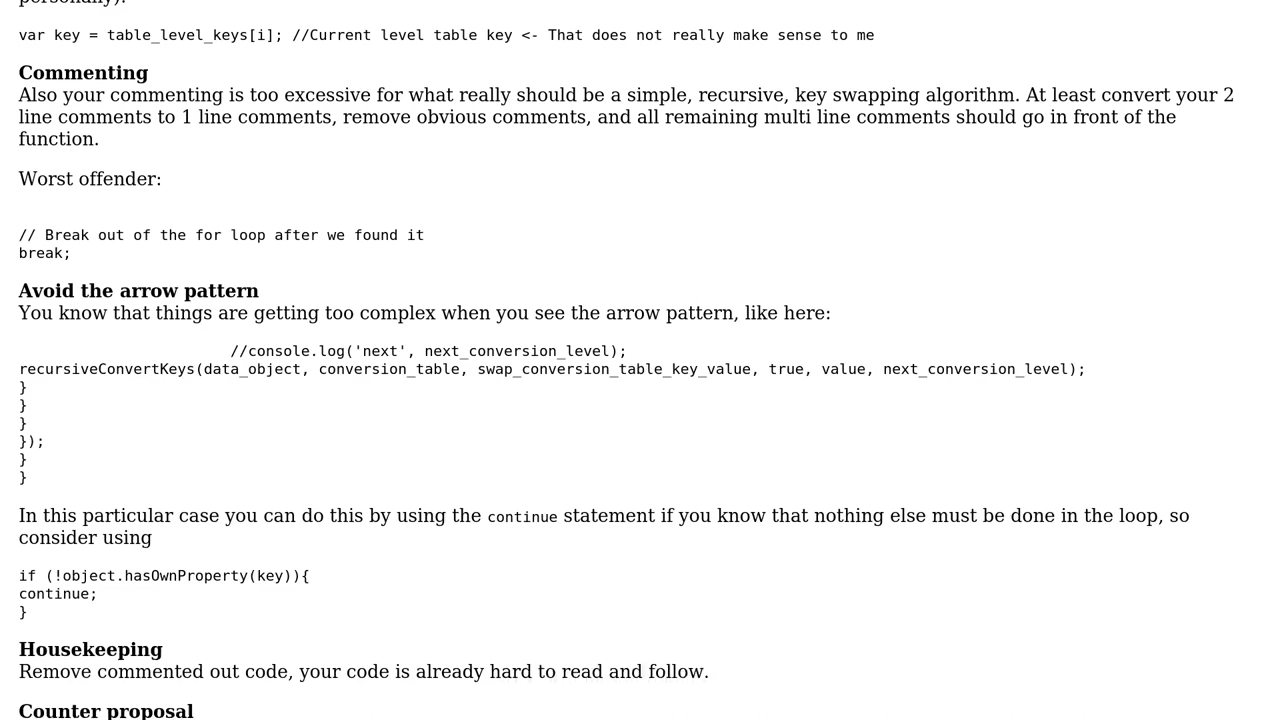 personally).
var key = table_level_keys[i]; //Current level table key <- That does not really make sense to me
Commenting
Also your commenting is too excessive for what really should be a simple, recursive, key swapping algorithm. At least convert your 2
line comments to 1 line comments, remove obvious comments, and all remaining multi line comments should go in front of the
function.
Worst offender:
// Break out of the for loop after we found it
break;
Avoid the arrow pattern
You know that things are getting too complex when you see the arrow pattern, like here:
//console.log('next', next_conversion_level);
recursiveConvertKeys(data_object, conversion_table, swap_conversion_table_key_value, true, value, next_conversion_level);
}
}
}
});
}
}
In this particular case you can do this by using the continue statement if you know that nothing else must be done in the loop, so
consider using
if (!object.hasOwnProperty(key)){
continue;
}
Housekeeping
Remove commented out code, your code is already hard to read and follow.
Counter proposal